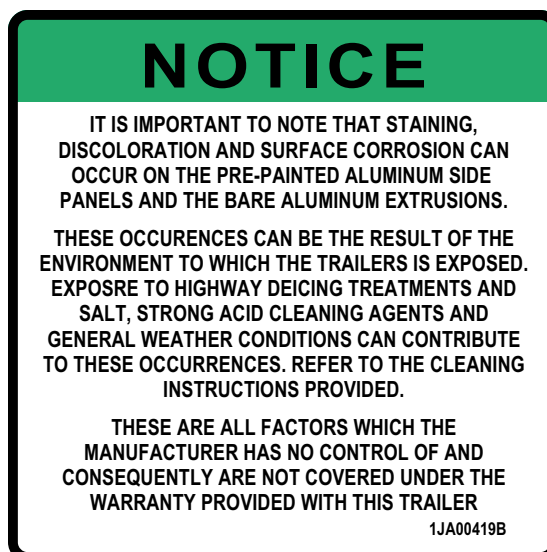 NOTICE
IT IS IMPORTANT TO NOTE THAT STAINING,
DISCOLORATION AND SURFACE CORROSION CAN
OCCUR ON THE PRE-PAINTED ALUMINUM SIDE
PANELS AND THE BARE ALUMINUM EXTRUSIONS.
THESE OCCURENCES CAN BE THE RESULT OF THE
ENVIRONMENT TO WHICH THE TRAILERS IS EXPOSED.
EXPOSRE TO HIGHWAY DEICING TREATMENTS AND
SALT, STRONG ACID CLEANING AGENTS AND
GENERAL WEATHER CONDITIONS CAN CONTRIBUTE
TO THESE OCCURRENCES. REFER TO THE CLEANING
INSTRUCTIONS PROVIDED.
THESE ARE ALL FACTORS WHICH THE
MANUFACTURER HAS NO CONTROL OF AND
CONSEQUENTLY ARE NOT COVERED UNDER THE
WARRANTY PROVIDED WITH THIS TRAILER
1JA00419B